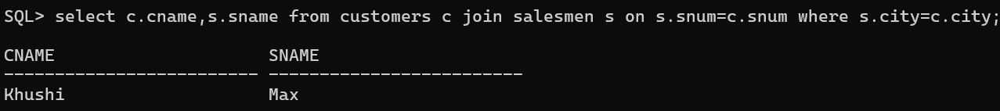 SQL> select c.cname,s.sname from customers c join salesmen s on s.snum=c.snum where s.city=c.city;
CNAME                     SNAME
------------------------- -------------------------
Khushi                    Max